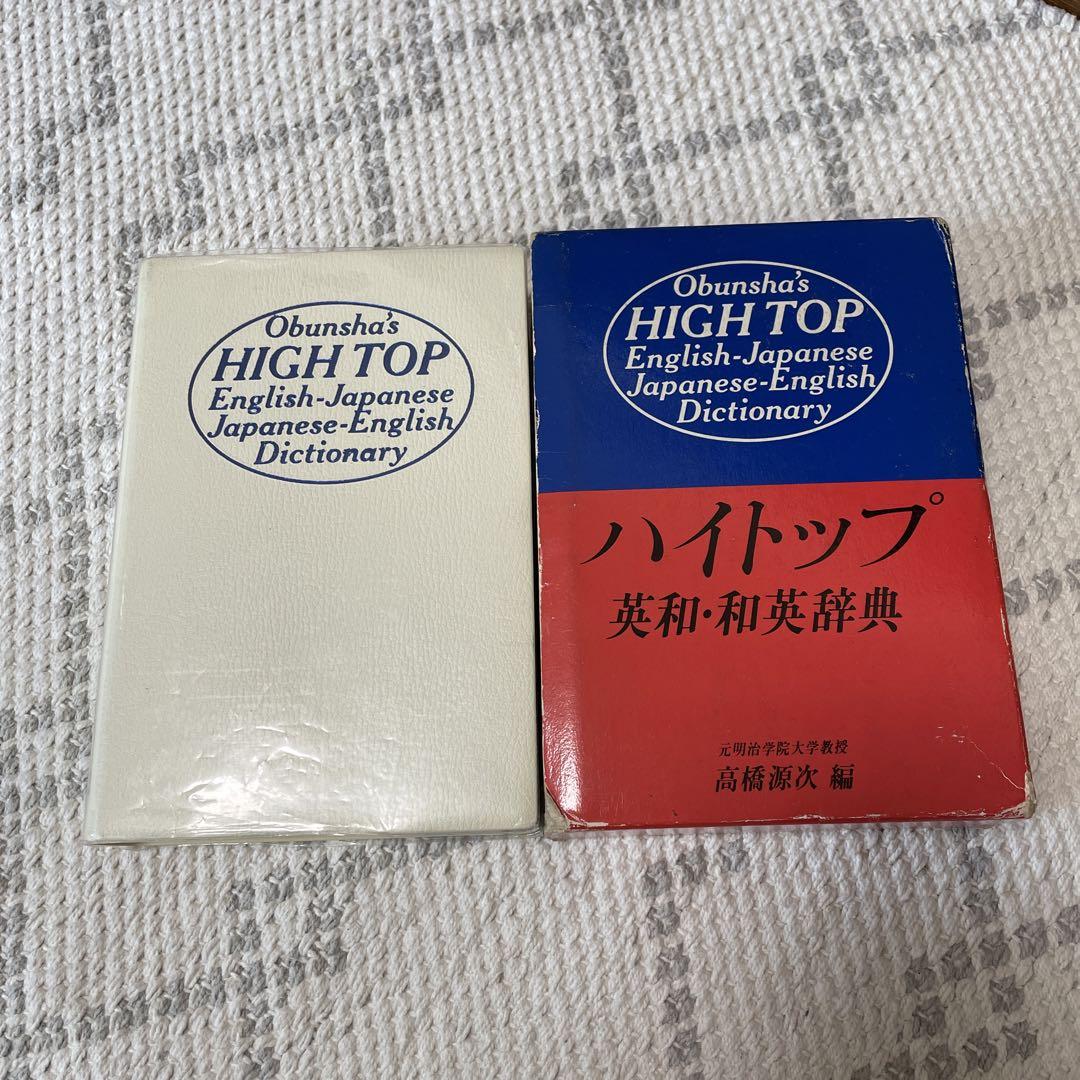 Obunsha's
HIGH TOP
English-Japanese
Japanese-English
Dictionary
Obunsha's
HIGH TOP
English-Japanese
Japanese-English
Dictionary
ハイトップ
英和・和英辞典
元明治学院大学教授
高橋源次 編